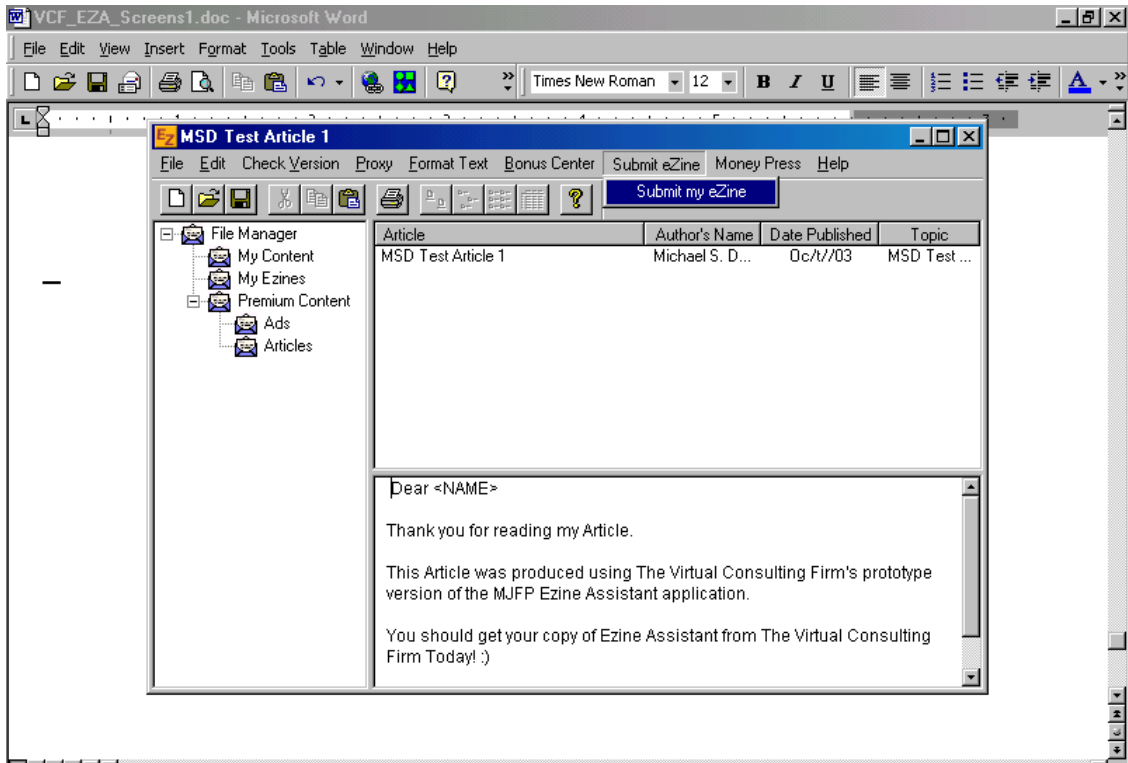 VCF_EZA_Screens1.doc - Microsoft Word
File Edit View Insert Format Tools Table Window Help
Times New Roman 12 B I U A
MSD Test Article 1
File Edit Check Version Proxy Format Text Bonus Center Submit eZine Money Press Help
Submit my eZine
File Manager
My Content
My Ezines
Premium Content
Ads
Articles
Article Author's Name Date Published Topic
MSD Test Article 1 Michael S. D... Oc/t//03 MSD Test ...
Dear <NAME>
Thank you for reading my Article.
This Article was produced using The Virtual Consulting Firm's prototype
version of the MJFP Ezine Assistant application.
You should get your copy of Ezine Assistant from The Virtual Consulting
Firm Today! :)